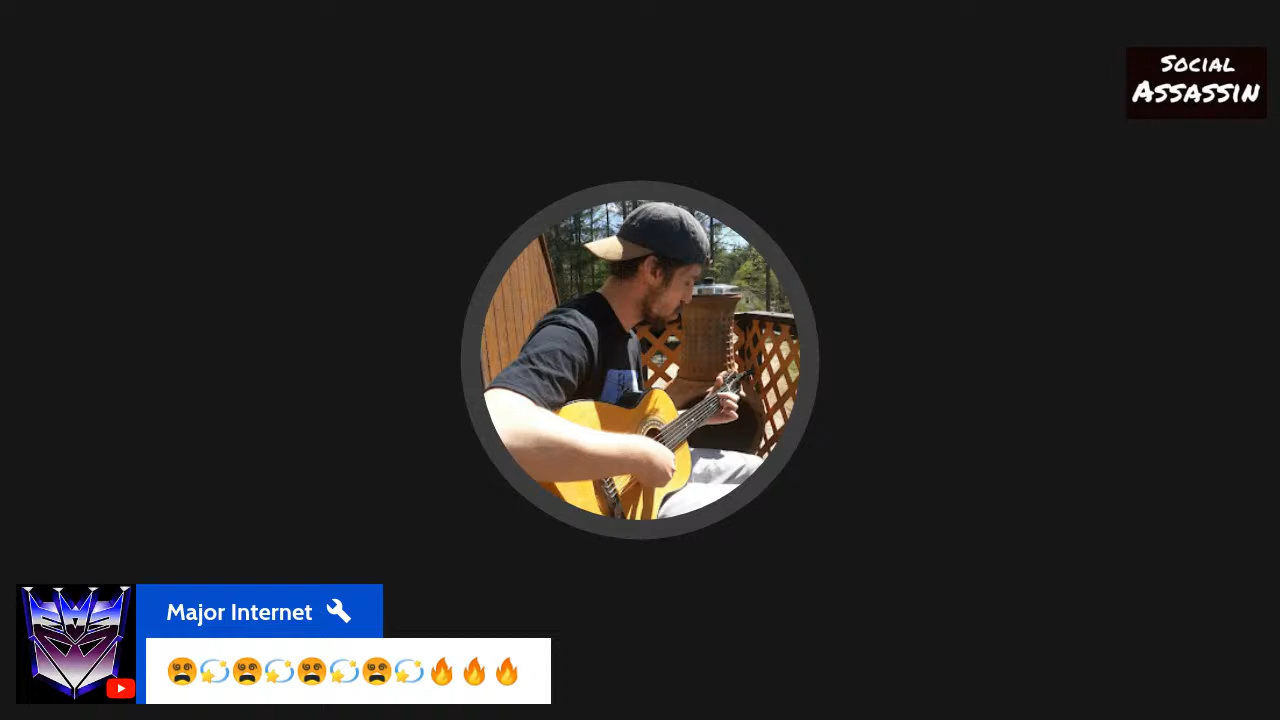 Social
Assassin
Major Internet
😵💫😵💫😵💫😵💫🔥🔥🔥